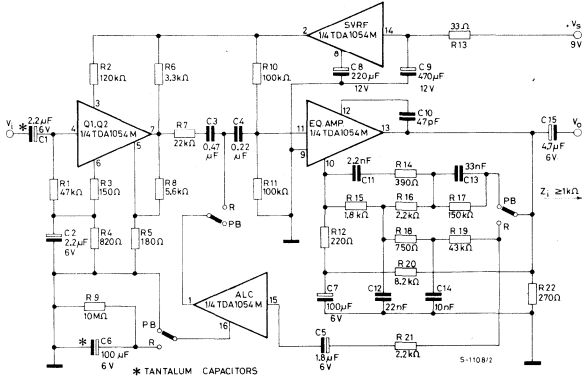 2 SVRF 14
1/4 TDA1054M
8
33Ω
R13
+Vs
9V
R2
120kΩ
R6
3,3kΩ
R10
100kΩ
C8
220µF
12V
C9
470µF
12V
3
Vi
* 2.2µF
6V
C1
4 Q1,Q2 7
1/4 TDA1054M
6 5
R7
22kΩ
C3
0.47
µF
C4
0.22
µF
12
11 EQ.AMP. 13
1/4 TDA1054M
9
10
C10
47pF
C15
4,7µF
6V
Vo
R1
47kΩ
R3
150Ω
R8
5,6kΩ
R11
100kΩ
2.2nF
C11
R14
390Ω
33nF
C13
R
PB
R15
1.8kΩ
R16
2,2kΩ
R17
150kΩ
PB
R
Zi ≥1kΩ
C2
2.2µF
6V
R4
820Ω
R5
180Ω
R12
220Ω
R18
750Ω
R19
43kΩ
R20
8.2kΩ
C7
100µF
6V
C12
22nF
C14
10nF
R22
270Ω
ALC
1 1/4 TDA1054M 15
16
R9
10MΩ
PB
R
* C6
100µF
6V
C5
1,8µF
6V
R21
2,2kΩ
S-1108/2
* TANTALUM CAPACITORS